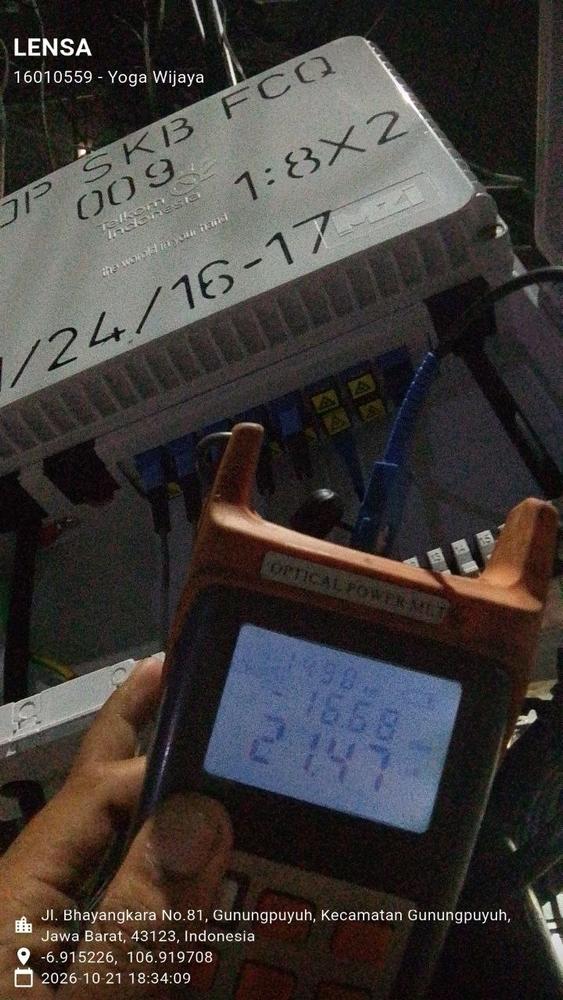 LENSA
16010559 - Yoga Wijaya
SKB FCQ
009
1:8X2
Telkom
Indonesia
the world in your hand
MZI
/24/16-17
OPTICAL POWER MET
1490
-16.68
21.47
Jl. Bhayangkara No.81, Gunungpuyuh, Kecamatan Gunungpuyuh,
Jawa Barat, 43123, Indonesia
-6.915226, 106.919708
2026-10-21 18:34:09